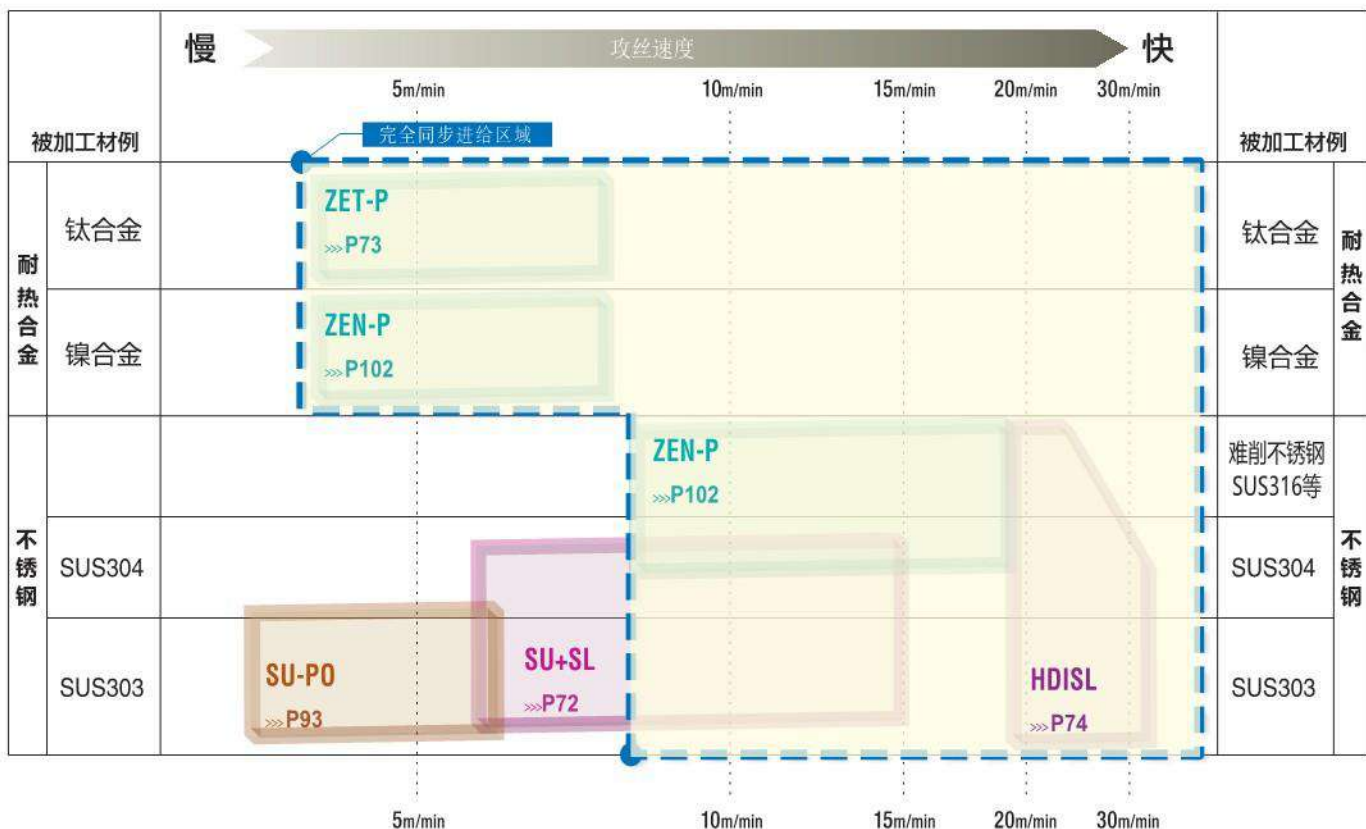 慢
攻丝速度
快
5m/min
10m/min
15m/min
20m/min
30m/min
被加工材例
完全同步进给区域
被加工材例
耐热合金
钛合金
ZET-P
>>>P73
钛合金
耐热合金
镍合金
ZEN-P
>>>P102
镍合金
不锈钢
ZEN-P
>>>P102
难削不锈钢
SUS316等
不锈钢
SUS304
SUS304
SUS303
SU-PO
>>>P93
SU+SL
>>>P72
HDISL
>>>P74
SUS303
5m/min
10m/min
15m/min
20m/min
30m/min